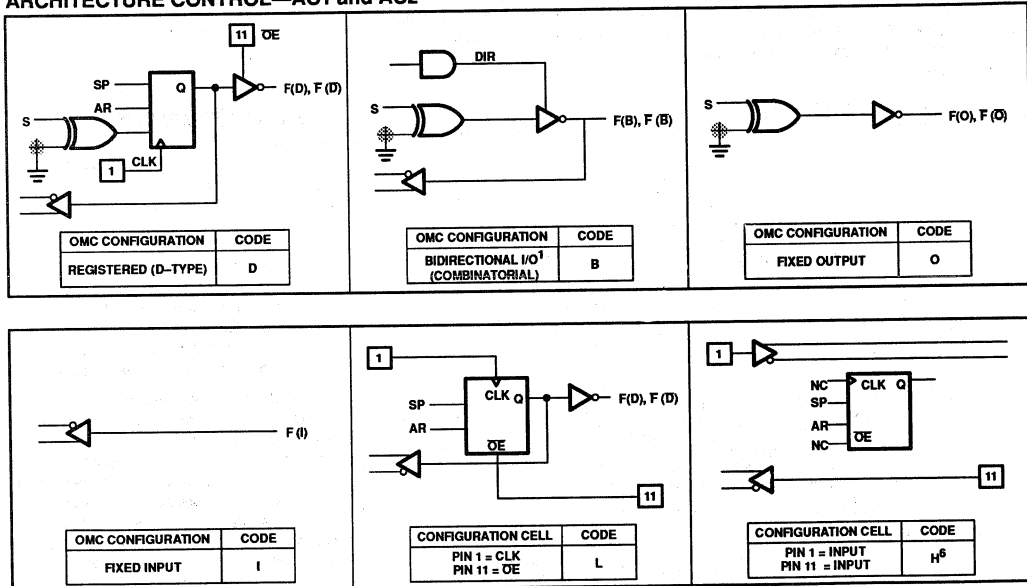 ARCHITECTURE CONTROL—AC1 and AC2
11 OE
SP
Q
F(D), F (D)
AR
S
1 CLK
OMC CONFIGURATION CODE
REGISTERED (D–TYPE) D
DIR
S
F(B), F (B)
OMC CONFIGURATION CODE
BIDIRECTIONAL I/O1 B
(COMBINATORIAL)
S
F(O), F (O)
OMC CONFIGURATION CODE
FIXED OUTPUT O
F (I)
OMC CONFIGURATION CODE
FIXED INPUT I
1
CLK Q
F(D), F (D)
SP
AR
OE
11
CONFIGURATION CELL CODE
PIN 1 = CLK L
PIN 11 = OE
1
NC CLK Q
SP
AR
OE
NC
11
CONFIGURATION CELL CODE
PIN 1 = INPUT H6
PIN 11 = INPUT